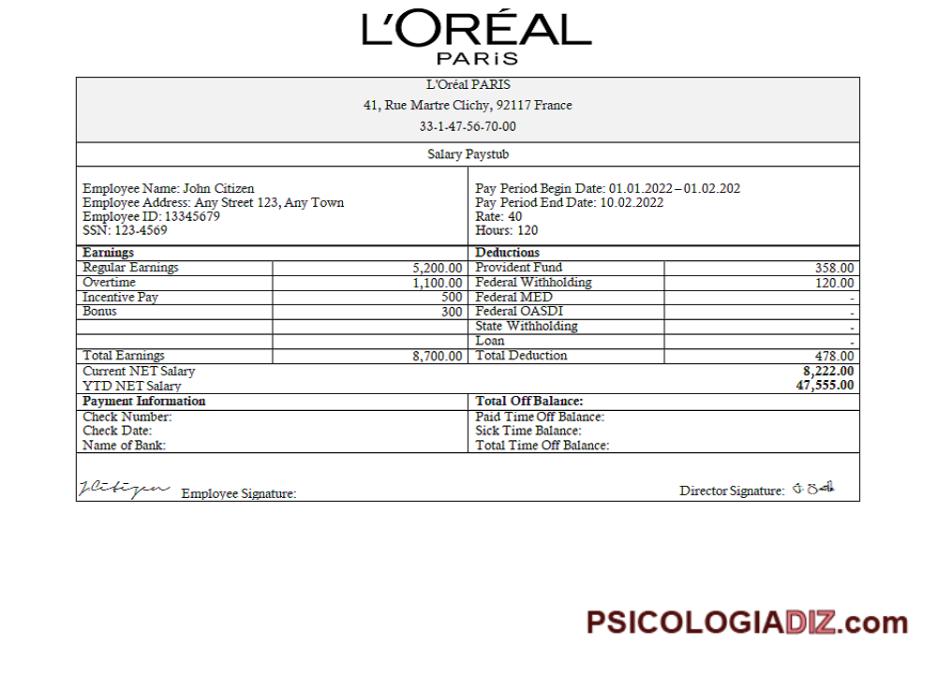 L'ORÉAL
PARiS
L'Oréal PARIS
41, Rue Martre Clichy, 92117 France
33-1-47-56-70-00
Salary Paystub
Employee Name: John Citizen
Employee Address: Any Street 123, Any Town
Employee ID: 13345679
SSN: 123-4569
Pay Period Begin Date: 01.01.2022 – 01.02.202
Pay Period End Date: 10.02.2022
Rate: 40
Hours: 120
Earnings Deductions
Regular Earnings 5,200.00 Provident Fund 358.00
Overtime 1,100.00 Federal Withholding 120.00
Incentive Pay 500 Federal MED -
Bonus 300 Federal OASDI -
State Withholding -
Loan -
Total Earnings 8,700.00 Total Deduction 478.00
Current NET Salary 8,222.00
YTD NET Salary 47,555.00
Payment Information Total Off Balance:
Check Number: Paid Time Off Balance:
Check Date: Sick Time Balance:
Name of Bank: Total Time Off Balance:
JCitizen Employee Signature: Director Signature:
PSICOLOGIADIZ.com